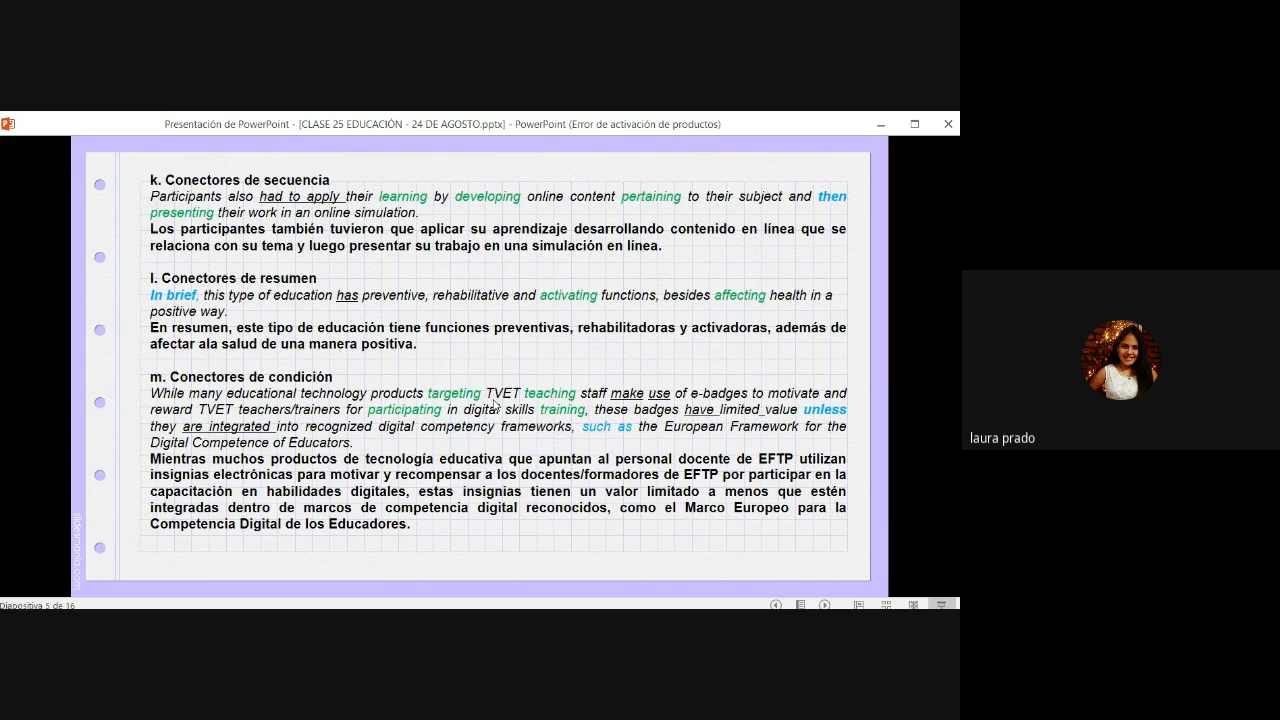 Presentación de PowerPoint - [CLASE 25 EDUCACIÓN - 24 DE AGOSTO.pptx] - PowerPoint (Error de activación de productos)
k. Conectores de secuencia
Participants also had to apply their learning by developing online content pertaining to their subject and then
presenting their work in an online simulation.
Los participantes también tuvieron que aplicar su aprendizaje desarrollando contenido en línea que se
relaciona con su tema y luego presentar su trabajo en una simulación en línea.
l. Conectores de resumen
In brief, this type of education has preventive, rehabilitative and activating functions, besides affecting health in a
positive way.
En resumen, este tipo de educación tiene funciones preventivas, rehabilitadoras y activadoras, además de
afectar ala salud de una manera positiva.
m. Conectores de condición
While many educational technology products targeting TVET teaching staff make use of e-badges to motivate and
reward TVET teachers/trainers for participating in digital skills training, these badges have limited value unless
they are integrated into recognized digital competency frameworks, such as the European Framework for the
Digital Competence of Educators.
Mientras muchos productos de tecnología educativa que apuntan al personal docente de EFTP utilizan
insignias electrónicas para motivar y recompensar a los docentes/formadores de EFTP por participar en la
capacitación en habilidades digitales, estas insignias tienen un valor limitado a menos que estén
integradas dentro de marcos de competencia digital reconocidos, como el Marco Europeo para la
Competencia Digital de los Educadores.
slidesmania.com
Diapositiva 5 de 16
laura prado